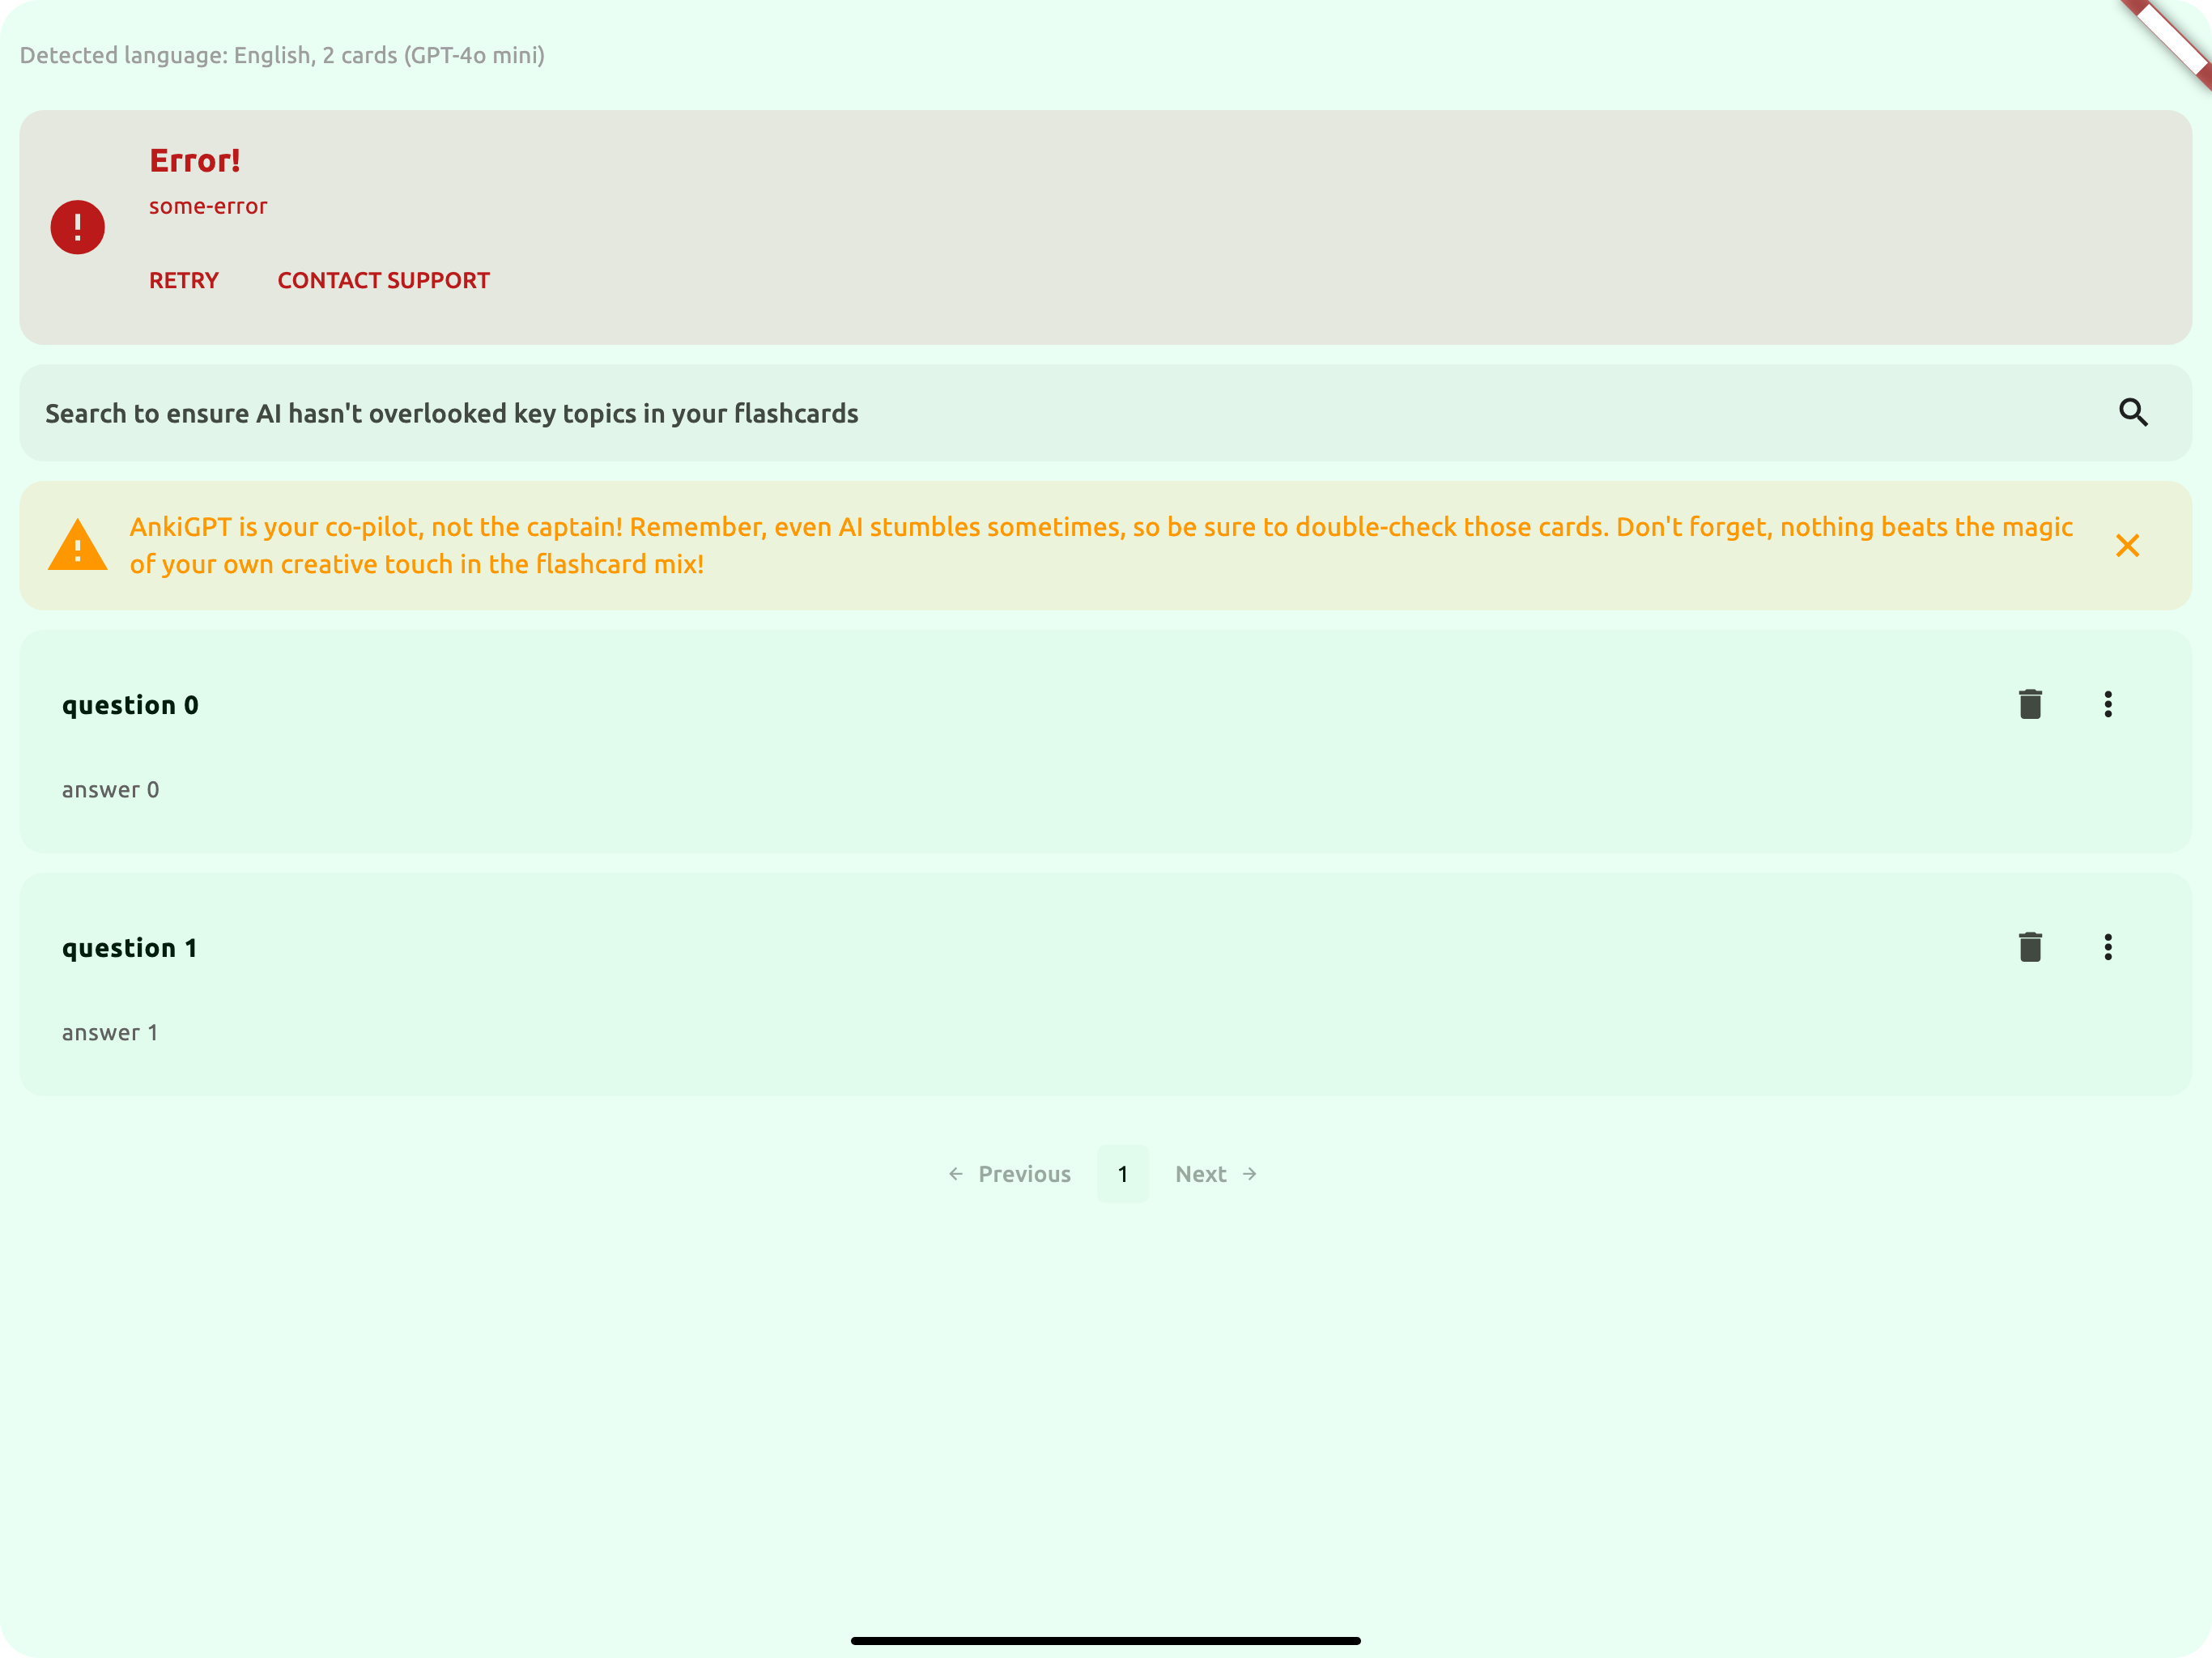 Detected language: English, 2 cards (GPT-4o mini)
Error!
some-error
RETRY CONTACT SUPPORT
Search to ensure AI hasn't overlooked key topics in your flashcards
AnkiGPT is your co-pilot, not the captain! Remember, even AI stumbles sometimes, so be sure to double-check those cards. Don't forget, nothing beats the magic
of your own creative touch in the flashcard mix!
question 0
answer 0
question 1
answer 1
Previous 1 Next